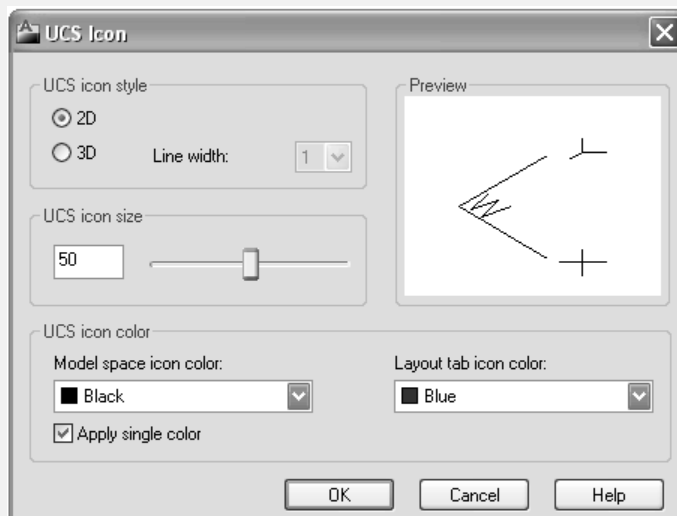 UCS Icon
UCS icon style
2D
3D
Line width:
1
Preview
UCS icon size
50
UCS icon color
Model space icon color:
Black
Apply single color
Layout tab icon color:
Blue
OK
Cancel
Help